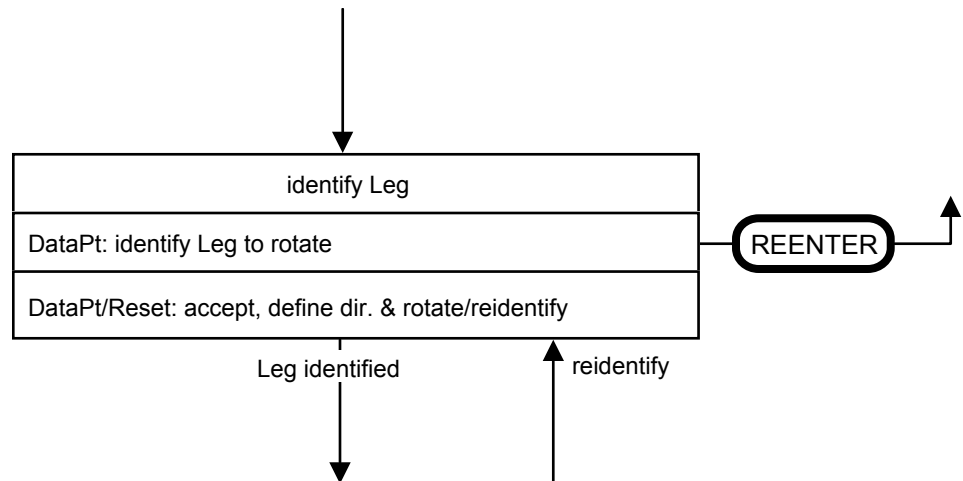 identify Leg
DataPt: identify Leg to rotate
REENTER
DataPt/Reset: accept, define dir. & rotate/reidentify
Leg identified
reidentify